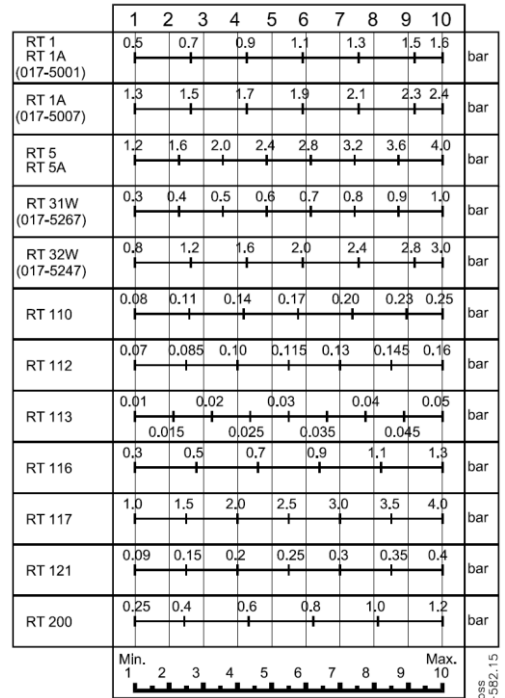 1 2 3 4 5 6 7 8 9 10
RT 1
RT 1A
(017-5001)
0.5 0.7 0.9 1.1 1.3 1.5 1.6 bar
RT 1A
(017-5007)
1.3 1.5 1.7 1.9 2.1 2.3 2.4 bar
RT 5
RT 5A
1.2 1.6 2.0 2.4 2.8 3.2 3.6 4.0 bar
RT 31W
(017-5267)
0.3 0.4 0.5 0.6 0.7 0.8 0.9 1.0 bar
RT 32W
(017-5247)
0.8 1.2 1.6 2.0 2.4 2.8 3.0 bar
RT 110
0.08 0.11 0.14 0.17 0.20 0.23 0.25 bar
RT 112
0.07 0.085 0.10 0.115 0.13 0.145 0.16 bar
RT 113
0.01 0.02 0.03 0.04 0.05 bar
0.015 0.025 0.035 0.045
RT 116
0.3 0.5 0.7 0.9 1.1 1.3 bar
RT 117
1.0 1.5 2.0 2.5 3.0 3.5 4.0 bar
RT 121
0.09 0.15 0.2 0.25 0.3 0.35 0.4 bar
RT 200
0.25 0.4 0.6 0.8 1.0 1.2 bar
Min. Max.
1 2 3 4 5 6 7 8 9 10
-582.15